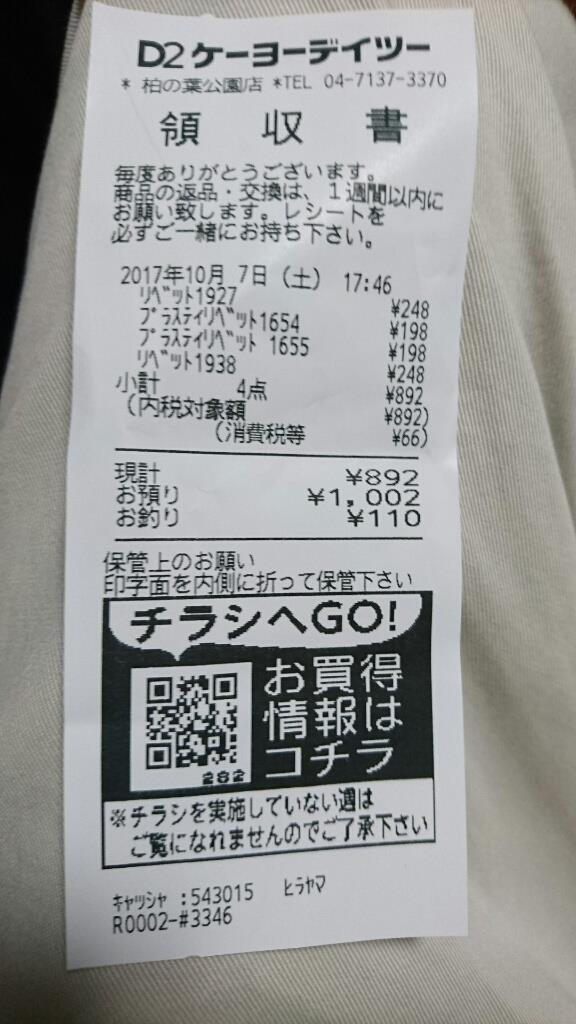 D2ケーヨーデイツー
* 柏の葉公園店 *TEL 04-7137-3370
領 収 書
毎度ありがとうございます。
商品の返品・交換は、1週間以内に
お願い致します。レシートを
必ずご一緒にお持ち下さい。
2017年10月 7日(土) 17:46
ﾘﾍﾞｯﾄ1927 ¥248
ﾌﾟﾗｽﾃｨﾘﾍﾞｯﾄ1654 ¥198
ﾌﾟﾗｽﾃｨﾘﾍﾞｯﾄ 1655 ¥198
ﾘﾍﾞｯﾄ1938 ¥248
小計 4点 ¥892
(内税対象額 ¥892)
(消費税等 ¥66)
現計 ¥892
お預り ¥1,002
お釣り ¥110
保管上のお願い
印字面を内側に折って保管下さい
チラシへGO!
お買得
情報は
コチラ
282
※チラシを実施していない週は
ご覧になれませんのでご了承下さい
ｷｬｯｼｬ :543015 ﾋﾗﾔﾏ
R0002-#3346